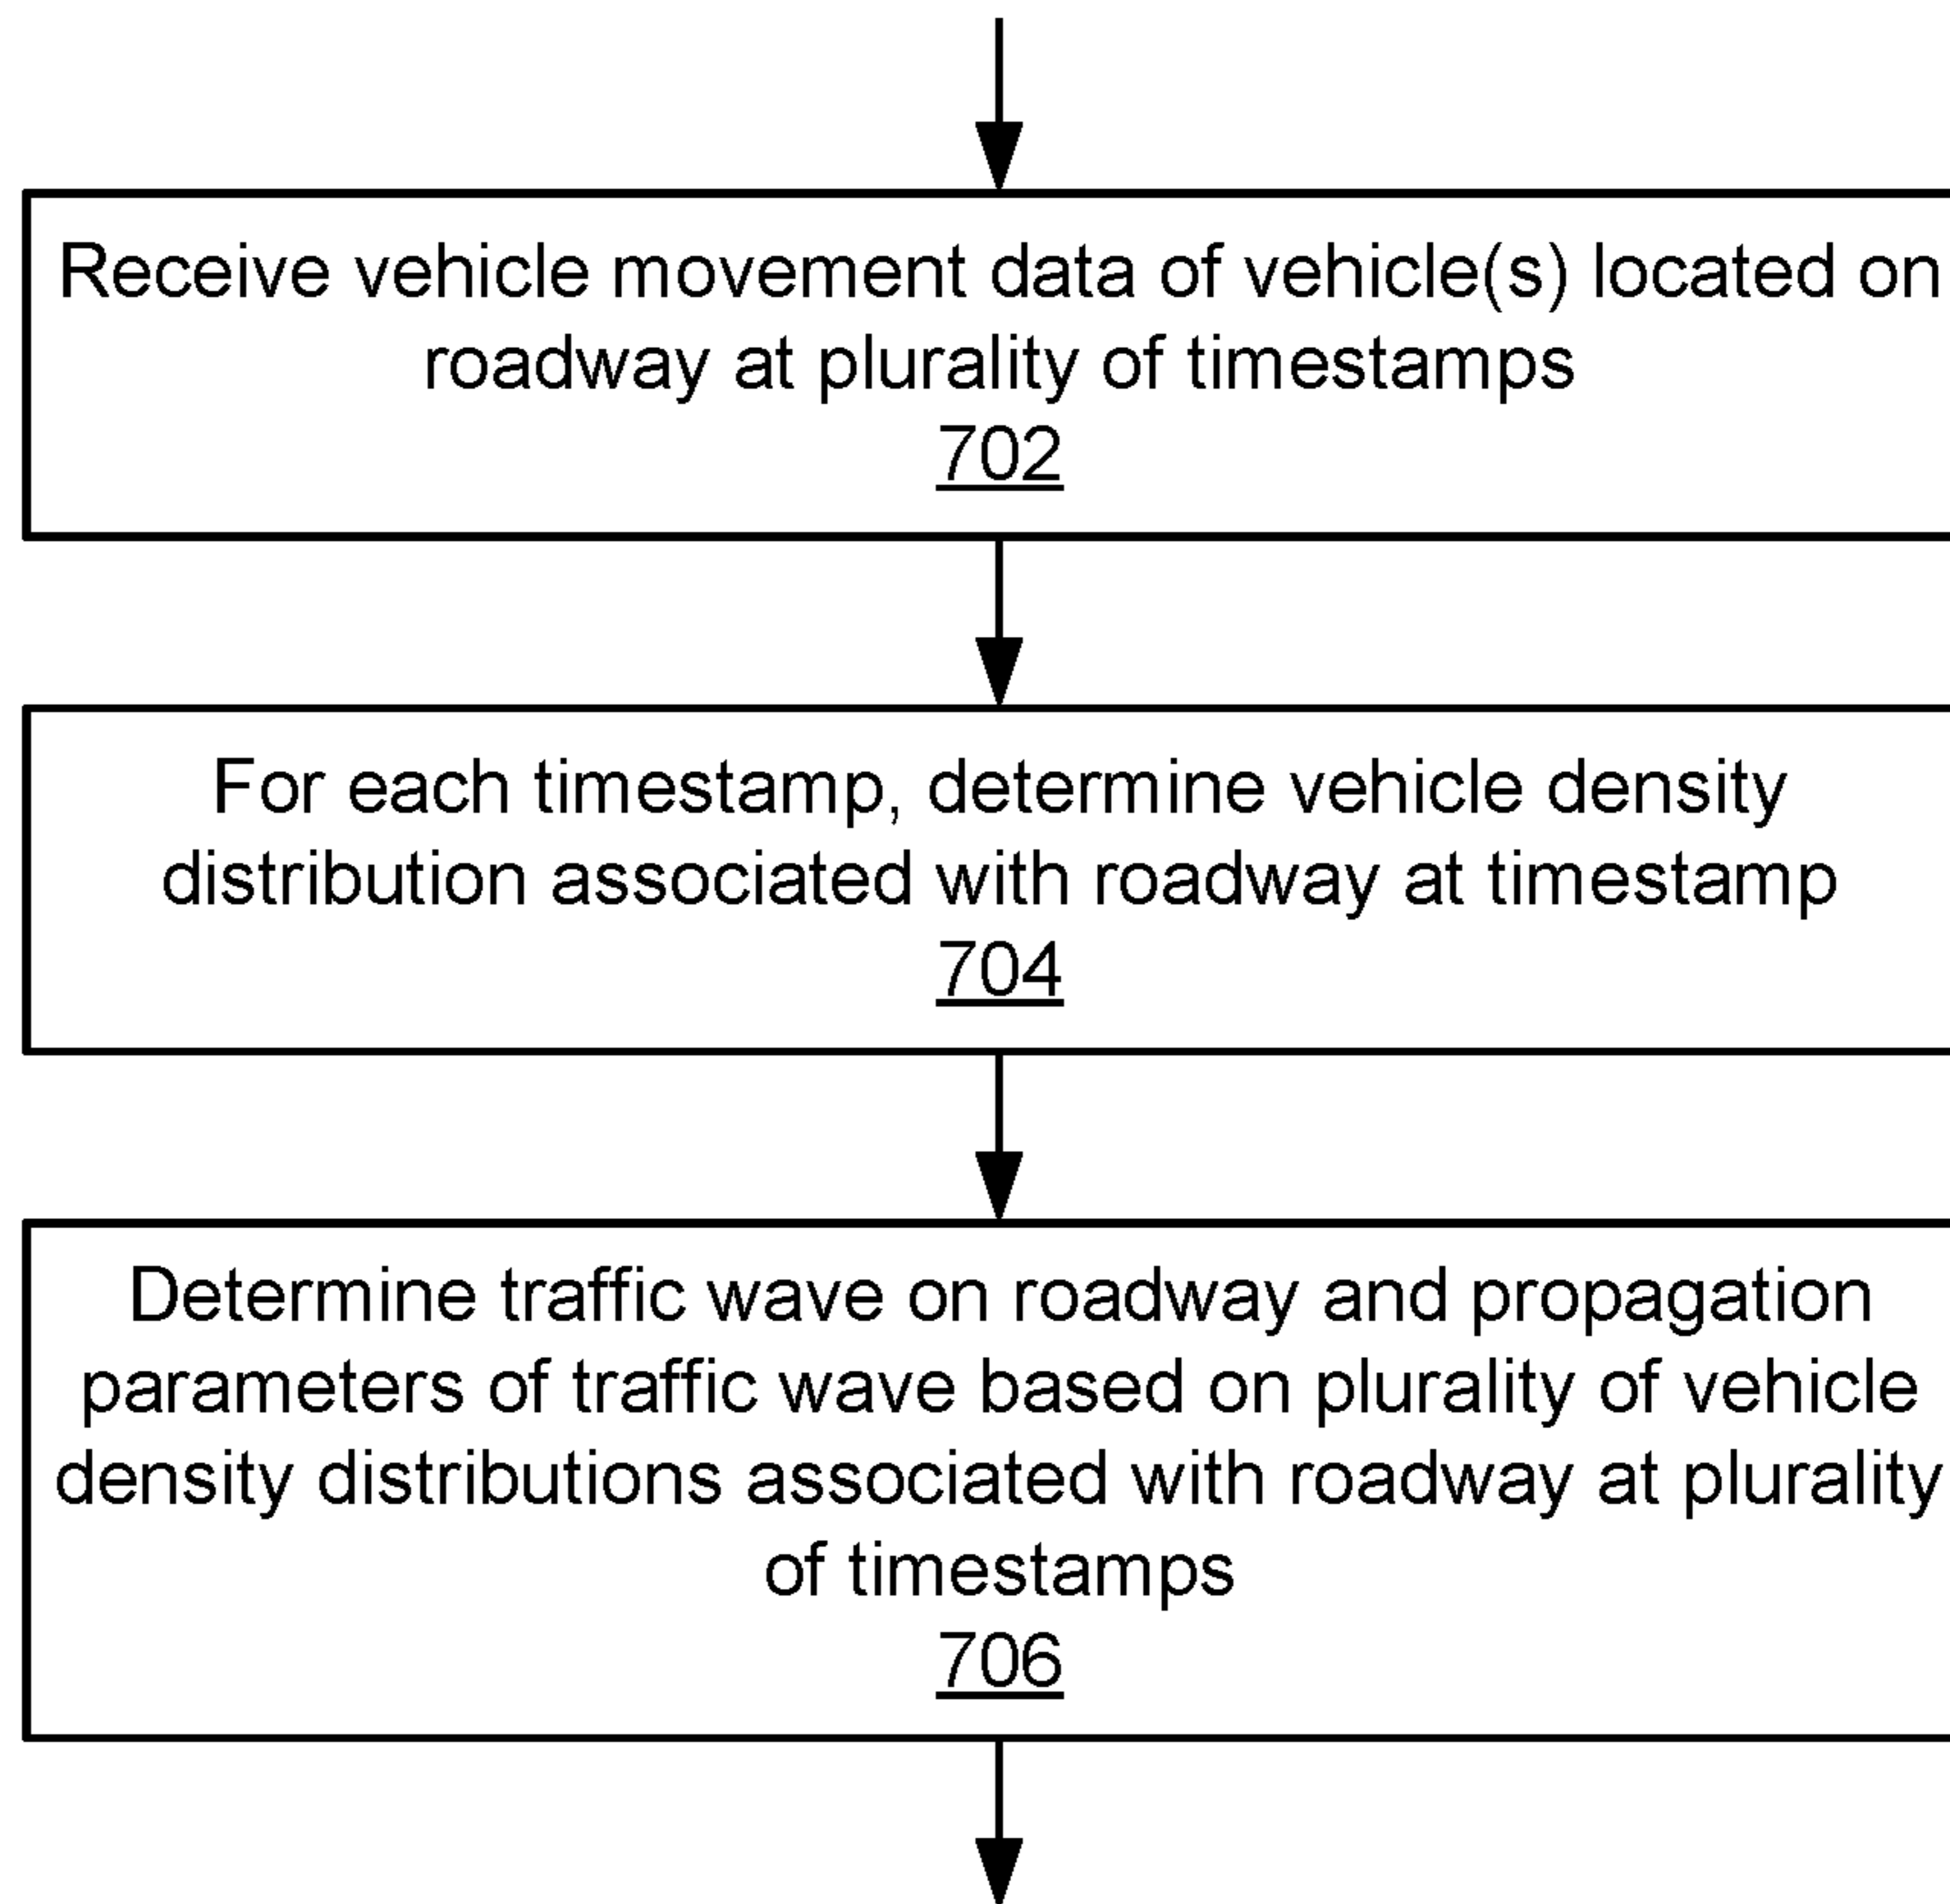 Receive vehicle movement data of vehicle(s) located on
roadway at plurality of timestamps
702
For each timestamp, determine vehicle density
distribution associated with roadway at timestamp
704
Determine traffic wave on roadway and propagation
parameters of traffic wave based on plurality of vehicle
density distributions associated with roadway at plurality
of timestamps
706